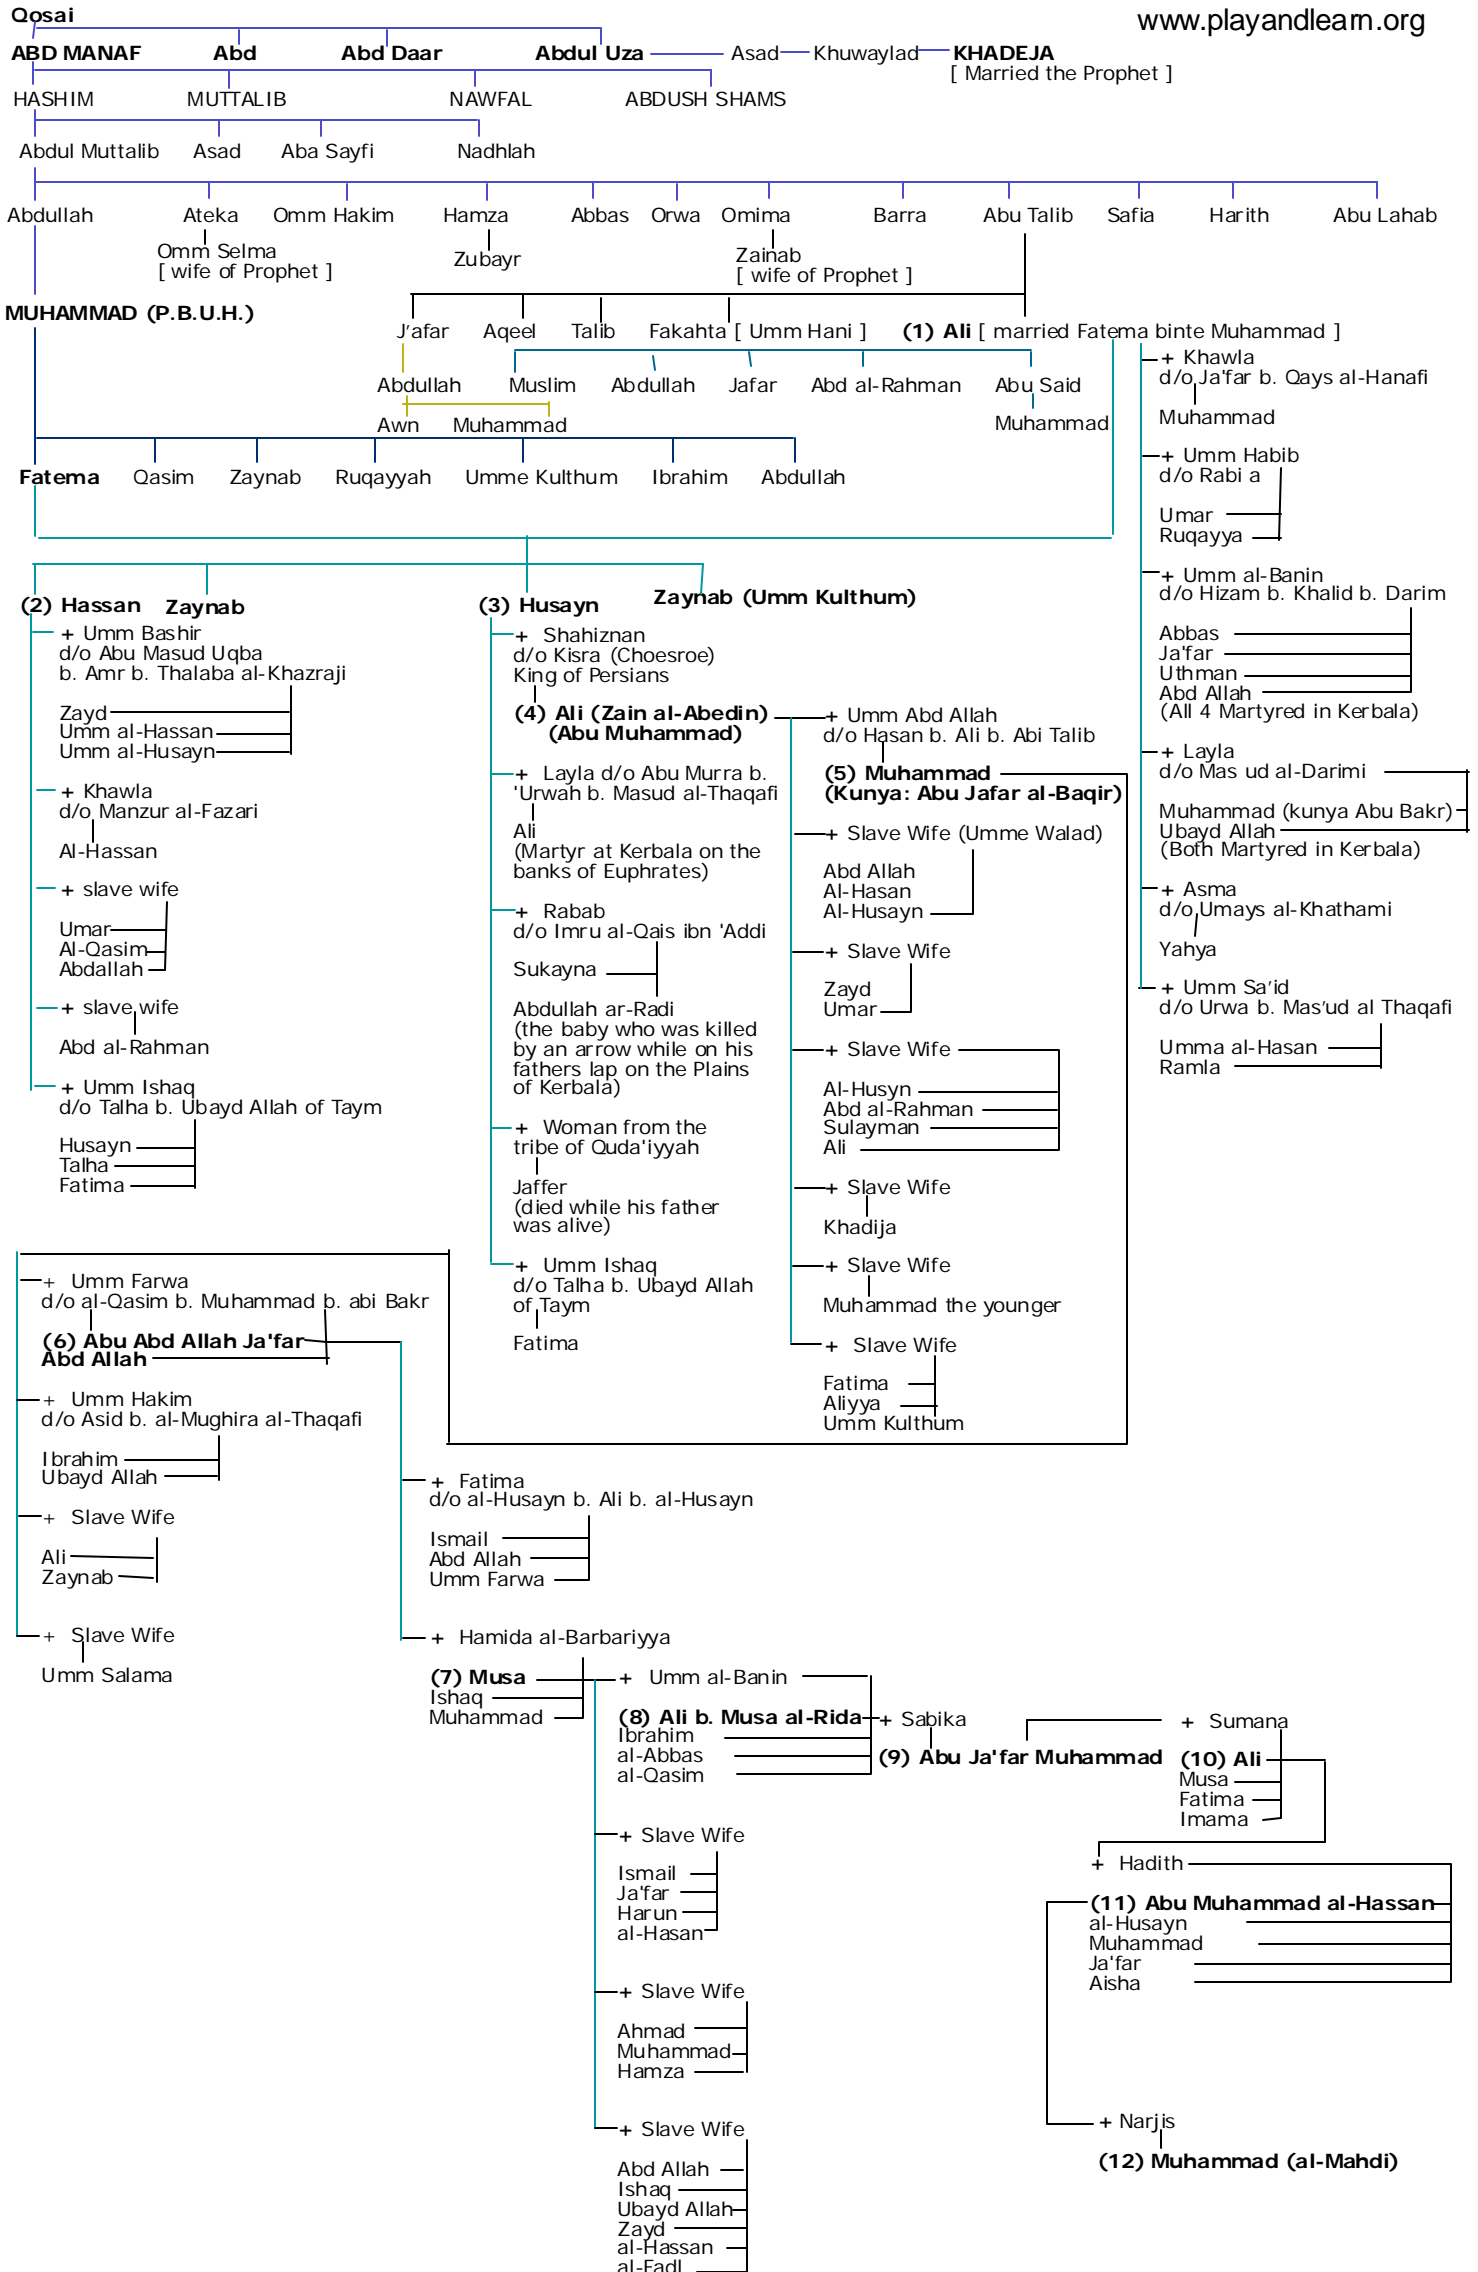 Qosai
www.playandlearn.org
ABD MANAF Abd Abd Daar Abdul Uza Asad Khuwaylad KHADEJA
[ Married the Prophet ]
HASHIM MUTTALIB NAWFAL ABDUSH SHAMS
Abdul Muttalib Asad Aba Sayfi Nadhlah
Abdullah Ateka Omm Hakim Hamza Abbas Orwa Omima Barra Abu Talib Safia Harith Abu Lahab
Omm Selma
[ wife of Prophet ]
Zubayr
Zainab
[ wife of Prophet ]
MUHAMMAD (P.B.U.H.)
J'afar Aqeel Talib Fakahta [ Umm Hani ] (1) Ali [ married Fatema binte Muhammad ]
Abdullah Muslim Abdullah Jafar Abd al-Rahman Abu Said
Awn Muhammad Muhammad
Fatema Qasim Zaynab Ruqayyah Umme Kulthum Ibrahim Abdullah
+ Khawla
d/o Ja'far b. Qays al-Hanafi
Muhammad
+ Umm Habib
d/o Rabi a
Umar
Ruqayya
+ Umm al-Banin
d/o Hizam b. Khalid b. Darim
Abbas
Ja'far
Uthman
Abd Allah
(All 4 Martyred in Kerbala)
+ Layla
d/o Mas ud al-Darimi
Muhammad (kunya Abu Bakr)
Ubayd Allah
(Both Martyred in Kerbala)
+ Asma
d/o Umays al-Khathami
Yahya
+ Umm Sa'id
d/o Urwa b. Mas'ud al Thaqafi
Umma al-Hasan
Ramla
(2) Hassan Zaynab (3) Husayn Zaynab (Umm Kulthum)
+ Umm Bashir
d/o Abu Masud Uqba
b. Amr b. Thalaba al-Khazraji
Zayd
Umm al-Hassan
Umm al-Husayn
+ Khawla
d/o Manzur al-Fazari
Al-Hassan
+ slave wife
Umar
Al-Qasim
Abdallah
+ slave wife
Abd al-Rahman
+ Umm Ishaq
d/o Talha b. Ubayd Allah of Taym
Husayn
Talha
Fatima
+ Shahiznan
d/o Kisra (Choesroe)
King of Persians
(4) Ali (Zain al-Abedin)
(Abu Muhammad)
+ Layla d/o Abu Murra b.
'Urwah b. Masud al-Thaqafi
Ali
(Martyr at Kerbala on the
banks of Euphrates)
+ Rabab
d/o Imru al-Qais ibn 'Addi
Sukayna
Abdullah ar-Radi
(the baby who was killed
by an arrow while on his
fathers lap on the Plains
of Kerbala)
+ Woman from the
tribe of Quda'iyyah
Jaffer
(died while his father
was alive)
+ Umm Ishaq
d/o Talha b. Ubayd Allah
of Taym
Fatima
+ Umm Abd Allah
d/o Hasan b. Ali b. Abi Talib
(5) Muhammad
(Kunya: Abu Jafar al-Baqir)
+ Slave Wife (Umme Walad)
Abd Allah
Al-Hasan
Al-Husayn
+ Slave Wife
Zayd
Umar
+ Slave Wife
Al-Husyn
Abd al-Rahman
Sulayman
Ali
+ Slave Wife
Khadija
+ Slave Wife
Muhammad the younger
+ Slave Wife
Fatima
Aliyya
Umm Kulthum
+ Umm Farwa
d/o al-Qasim b. Muhammad b. abi Bakr
(6) Abu Abd Allah Ja'far
Abd Allah
+ Umm Hakim
d/o Asid b. al-Mughira al-Thaqafi
Ibrahim
Ubayd Allah
+ Slave Wife
Ali
Zaynab
+ Slave Wife
Umm Salama
+ Fatima
d/o al-Husayn b. Ali b. al-Husayn
Ismail
Abd Allah
Umm Farwa
+ Hamida al-Barbariyya
(7) Musa
Ishaq
Muhammad
+ Umm al-Banin
(8) Ali b. Musa al-Rida
Ibrahim
al-Abbas
al-Qasim
+ Slave Wife
Ismail
Ja'far
Harun
al-Hasan
+ Slave Wife
Ahmad
Muhammad
Hamza
+ Slave Wife
Abd Allah
Ishaq
Ubayd Allah
Zayd
al-Hassan
al-Fadl
+ Sabika
(9) Abu Ja'far Muhammad
+ Sumana
(10) Ali
Musa
Fatima
Imama
+ Hadith
(11) Abu Muhammad al-Hassan
al-Husayn
Muhammad
Ja'far
Aisha
+ Narjis
(12) Muhammad (al-Mahdi)